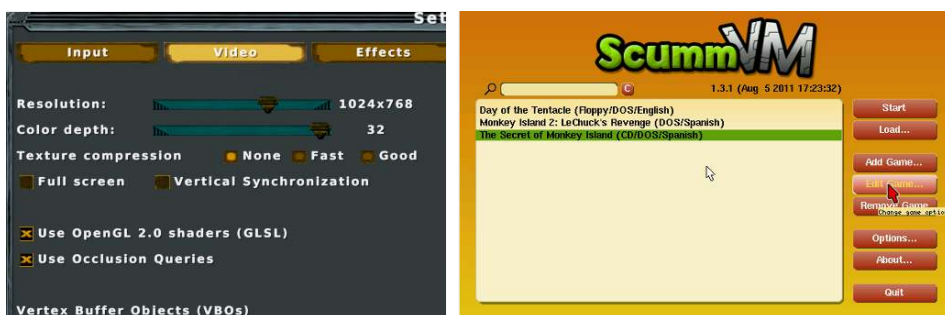 Set
Input Video Effects
Resolution: 1024x768
Color depth: 32
Texture compression None Fast Good
Full screen Vertical Synchronization
Use OpenGL 2.0 shaders (GLSL)
Use Occlusion Queries
Vertex Buffer Objects (VBOs)
ScummVM
C
1.3.1 (Aug 5 2011 17:23:32)
Day of the Tentacle (Floppy/DOS/English)
Monkey Island 2: LeChuck's Revenge (DOS/Spanish)
The Secret of Monkey Island (CD/DOS/Spanish)
Start
Load...
Add Game...
Edit Game...
Remove Game
Change game optio
Options...
About...
Quit